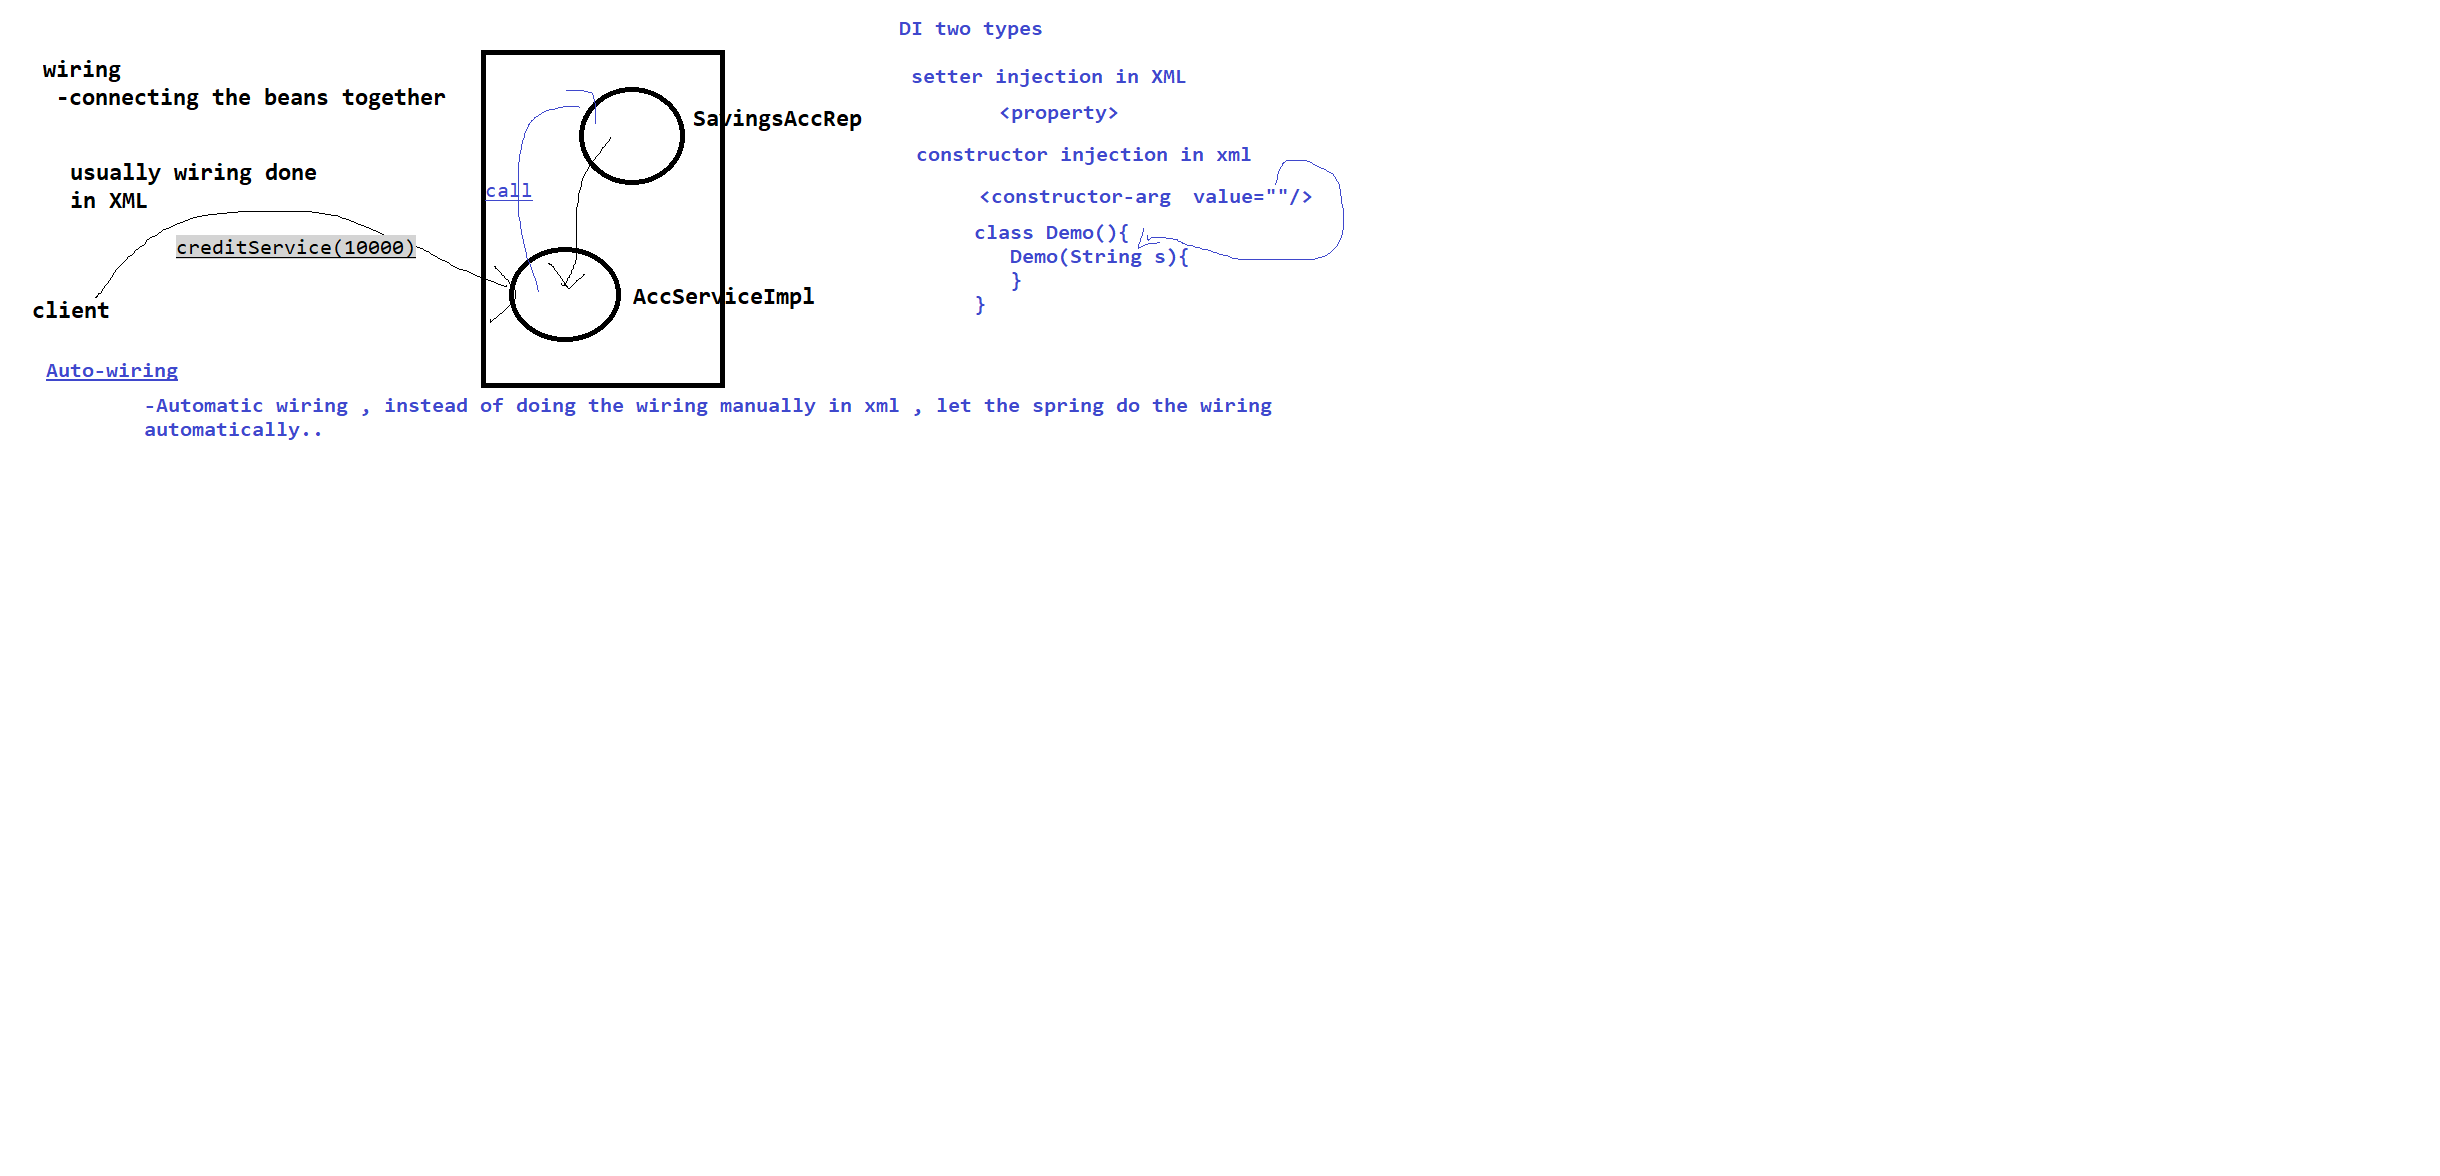 wiring
-connecting the beans together
usually wiring done
in XML
creditService(10000)
client
call
SavingsAccRep
AccServiceImpl
DI two types
setter injection in XML
<property>
constructor injection in xml
<constructor-arg  value=""/>
class Demo(){
Demo(String s){
}
}
Auto-wiring
-Automatic wiring , instead of doing the wiring manually in xml , let the spring do the wiring
automatically..